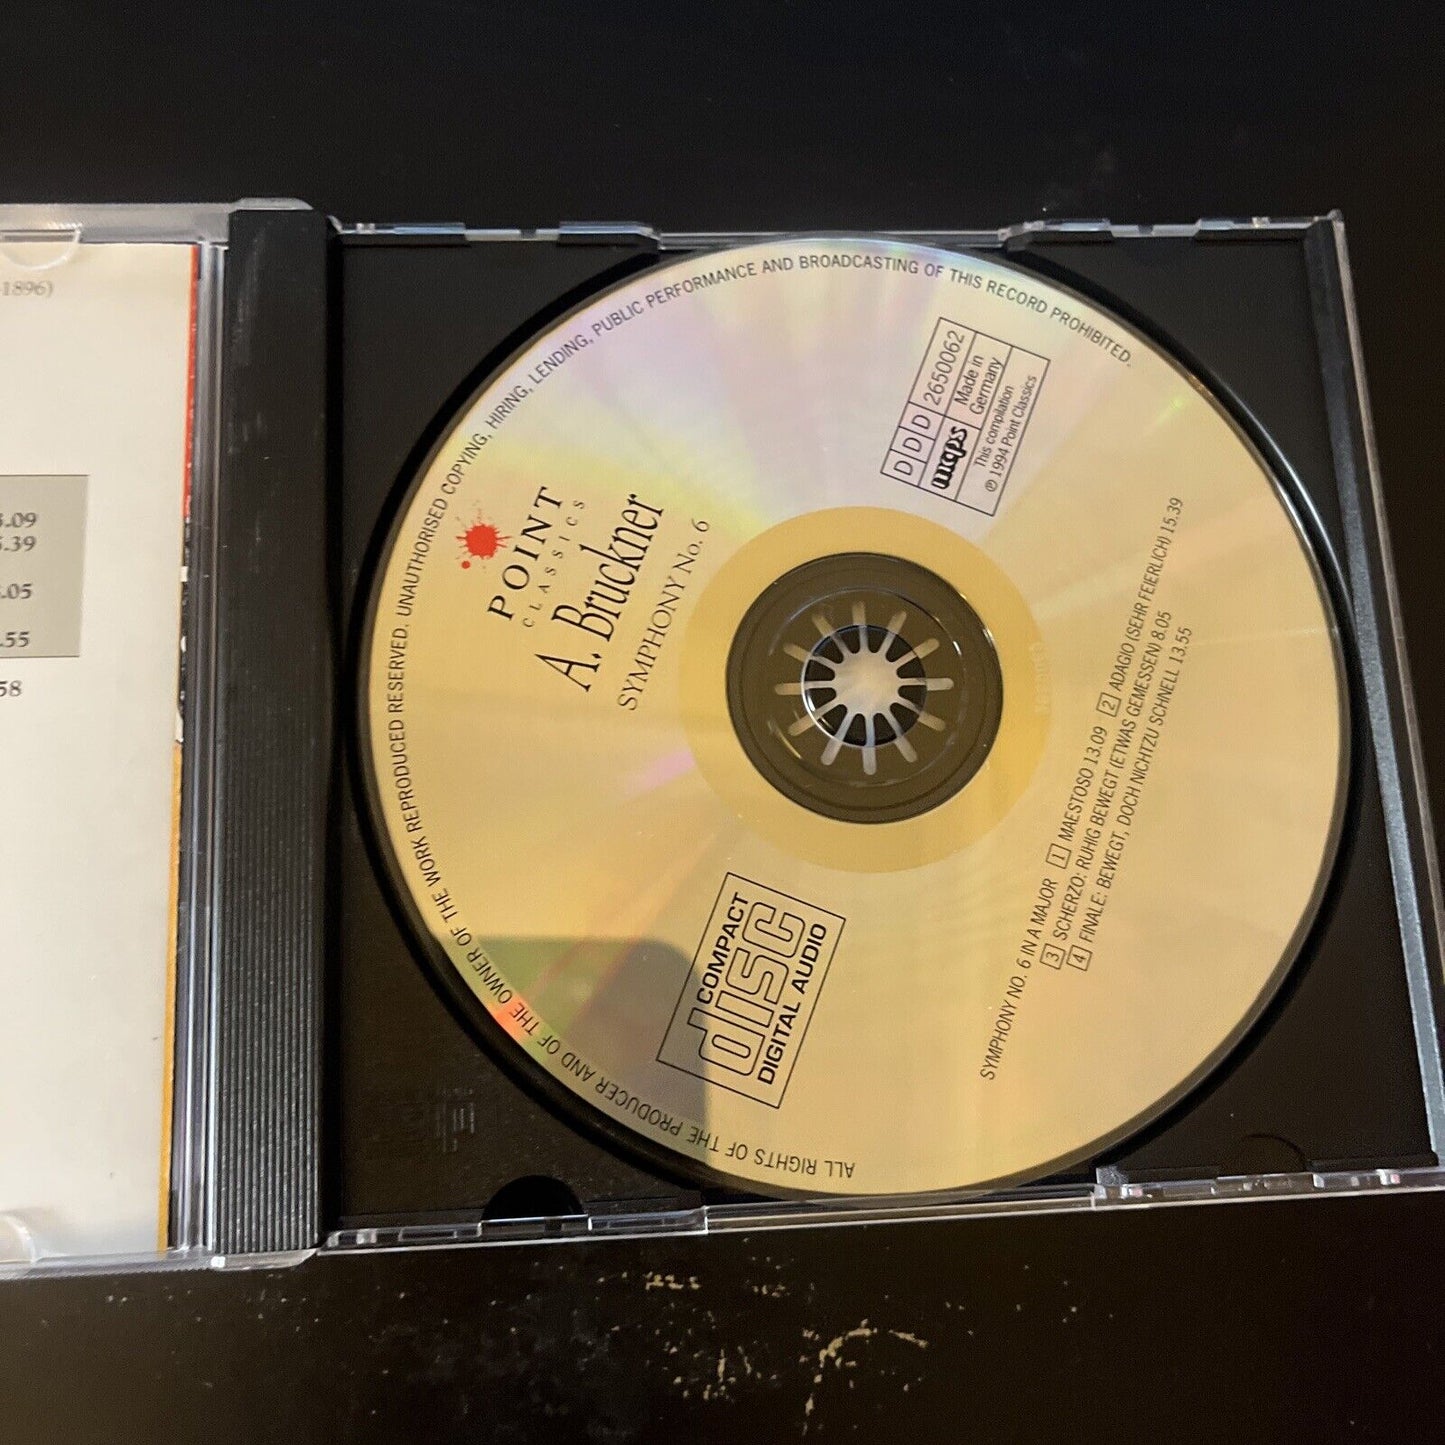 -1896)
3.09
5.39
.05
.55
58
POINT
CLASSICS
A. Bruckner
SYMPHONY No. 6
DDD 2650062
mcps Made in
Germany
This compilation
℗ 1994 Point Classics
SYMPHONY NO. 6 IN A MAJOR 1 MAESTOSO 13.09 2 ADAGIO (SEHR FEIERLICH) 15.39
3 SCHERZO: RUHIG BEWEGT (ETWAS GEMESSEN) 8.05
4 FINALE: BEWEGT, DOCH NICHTZU SCHNELL 13.55
COMPACT
disc
DIGITAL AUDIO
ALL RIGHTS OF THE PRODUCER AND OF THE OWNER OF THE WORK REPRODUCED RESERVED. UNAUTHORISED COPYING, HIRING, LENDING, PUBLIC PERFORMANCE AND BROADCASTING OF THIS RECORD PROHIBITED.